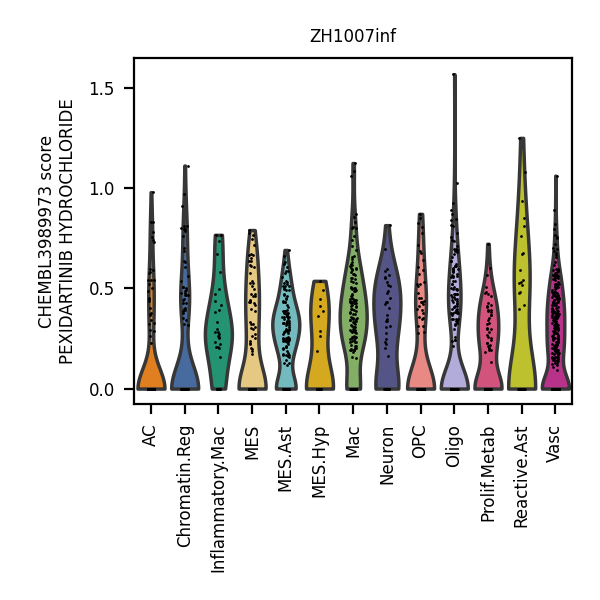 ZH1007inf
CHEMBL3989973 score
PEXIDARTINIB HYDROCHLORIDE
1.5
1.0
0.5
0.0
AC
Chromatin.Reg
Inflammatory.Mac
MES
MES.Ast
MES.Hyp
Mac
Neuron
OPC
Oligo
Prolif.Metab
Reactive.Ast
Vasc